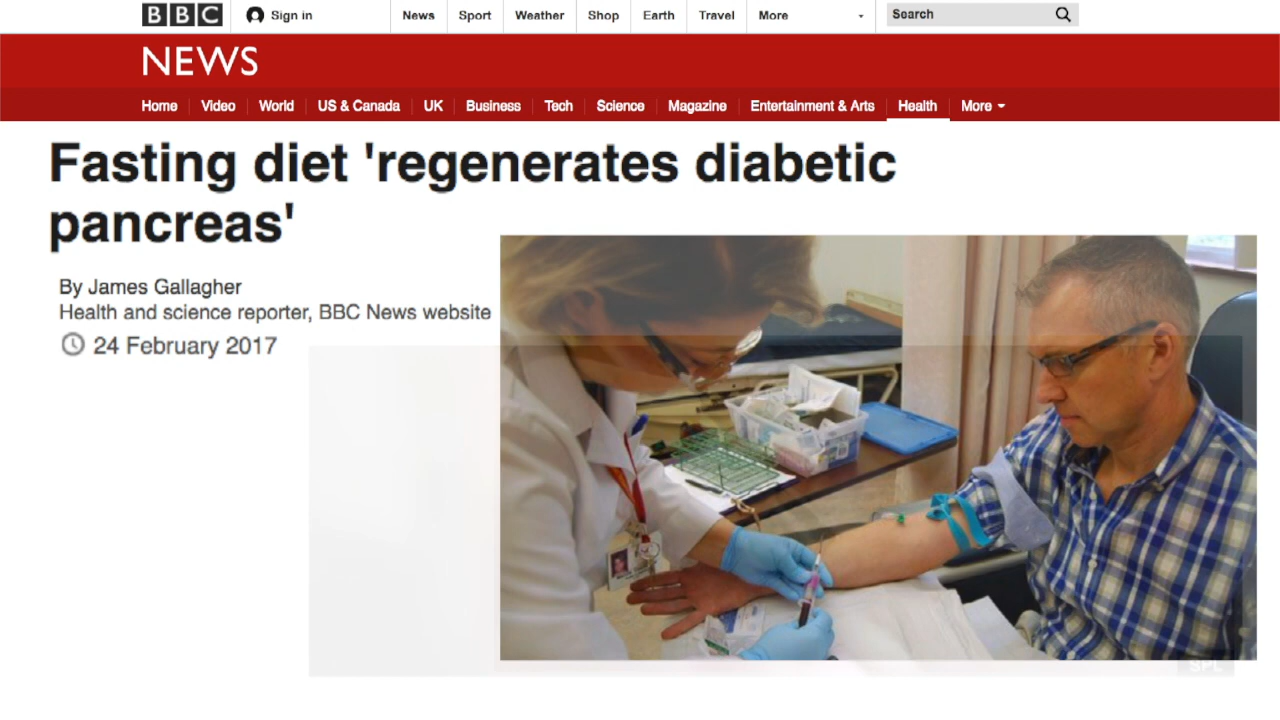 BBC Sign in News Sport Weather Shop Earth Travel More Search
NEWS
Home Video World US & Canada UK Business Tech Science Magazine Entertainment & Arts Health More
Fasting diet 'regenerates diabetic
pancreas'
By James Gallagher
Health and science reporter, BBC News website
24 February 2017
SPL